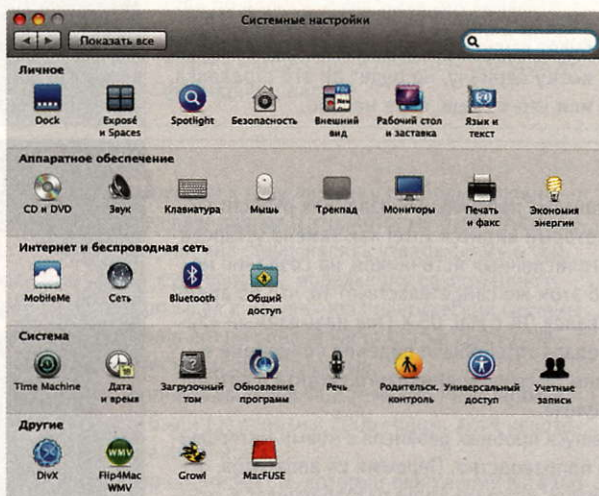 Системные настройки
Показать все
Личное
Dock
Exposé и Spaces
Spotlight
Безопасность
Внешний вид
Рабочий стол и заставка
Язык и текст
Аппаратное обеспечение
CD и DVD
Звук
Клавиатура
Мышь
Трекпад
Мониторы
Печать и факс
Экономия энергии
Интернет и беспроводная сеть
MobileMe
Сеть
Bluetooth
Общий доступ
Система
Time Machine
Дата и время
Загрузочный том
Обновление программ
Речь
Родительск. контроль
Универсальный доступ
Учетные записи
Другие
DivX
WMV
Flip4Mac WMV
Growl
MacFUSE